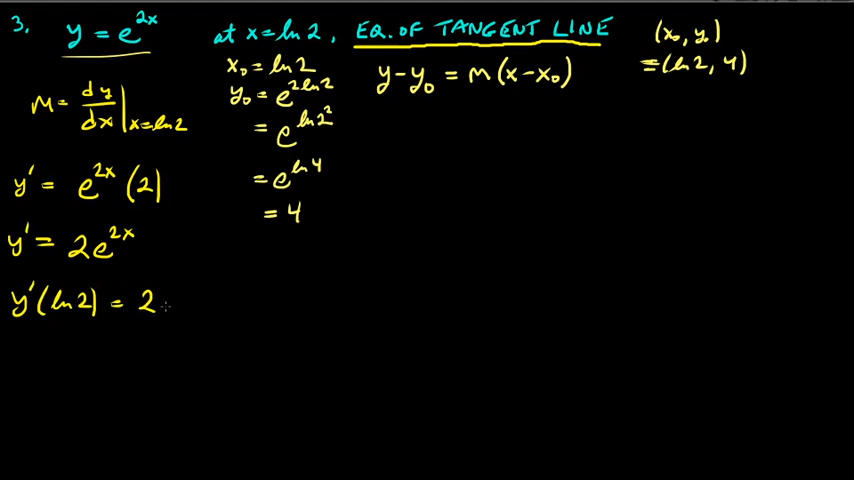 3. y = e^{2x} at x = ln 2, EQ. OF TANGENT LINE
(x₀, y₀)
= (ln 2, 4)
y - y₀ = m(x - x₀)
x₀ = ln 2
y₀ = e^{2 ln 2}
= e^{ln 2²}
= e^{ln 4}
= 4
m = dy/dx |_{x=ln 2}
y' = e^{2x} (2)
y' = 2e^{2x}
y'(ln 2) = 2